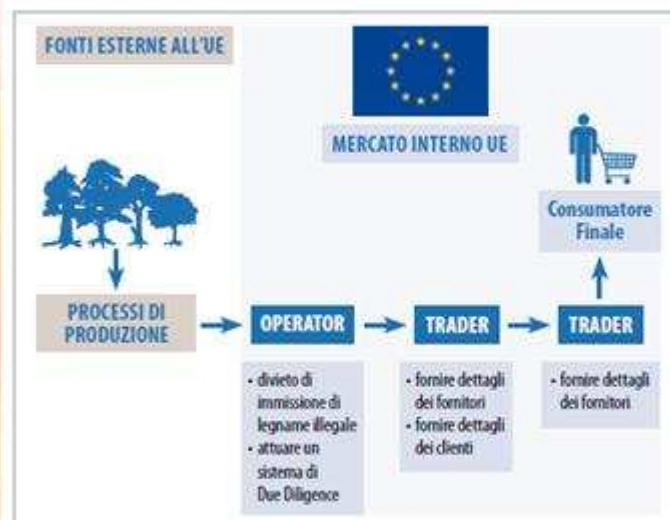 FONTI ESTERNE ALL'UE
MERCATO INTERNO UE
Consumatore
Finale
PROCESSI DI
PRODUZIONE
OPERATOR
TRADER
TRADER
• divieto di
immissione di
legname illegale
• attuare un
sistema di
Due Diligence
• fornire dettagli
dei fornitori
• fornire dettagli
dei clienti
• fornire dettagli
dei fornitori